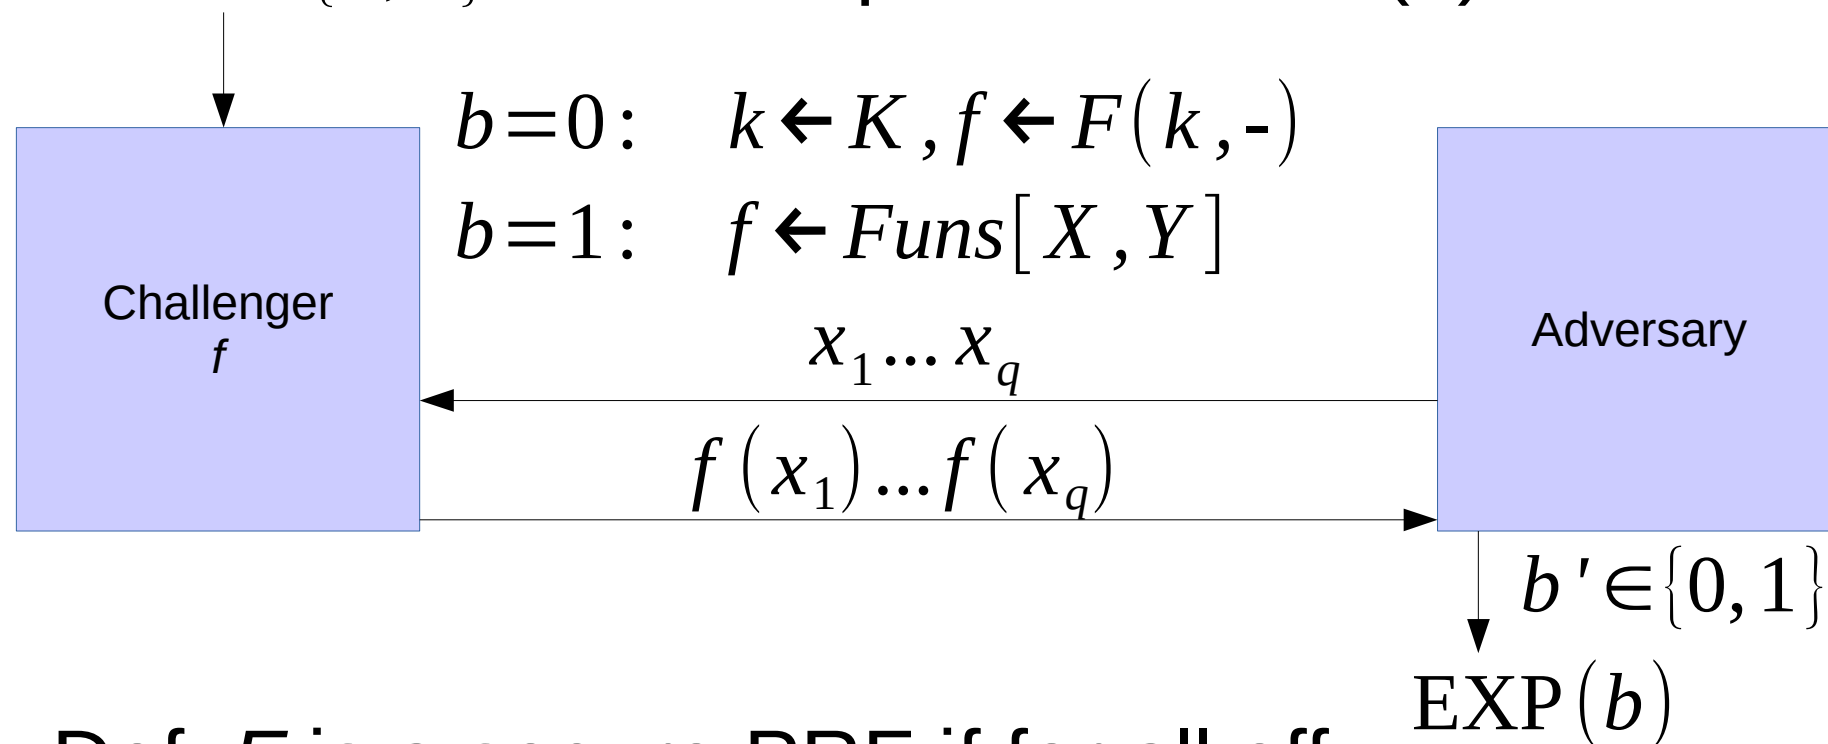 b=0: k←K,f←F(k,-)
b=1: f←Funs[X,Y]
Challenger
f
Adversary
x₁...x_q
f(x₁)...f(x_q)
b'∈{0,1}
EXP(b)